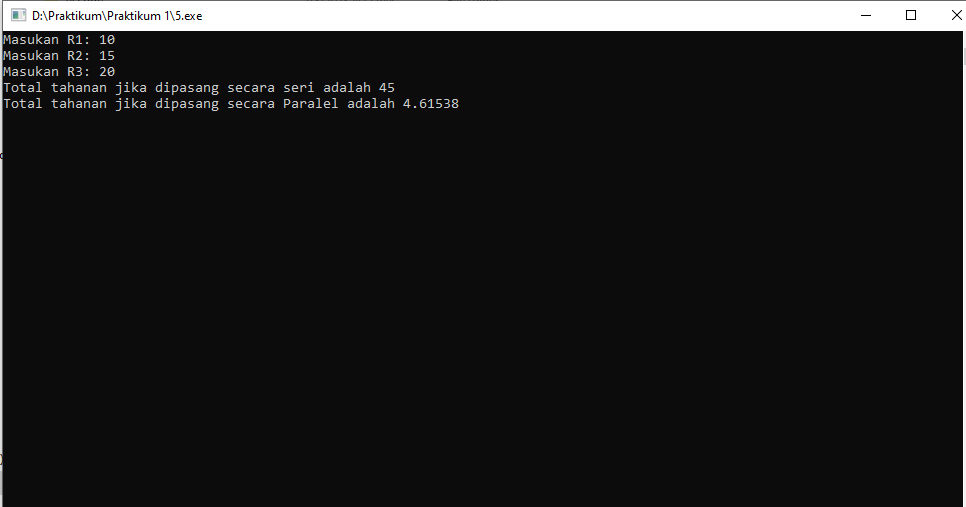 D:\Praktikum\Praktikum 1\5.exe
Masukan R1: 10
Masukan R2: 15
Masukan R3: 20
Total tahanan jika dipasang secara seri adalah 45
Total tahanan jika dipasang secara Paralel adalah 4.61538